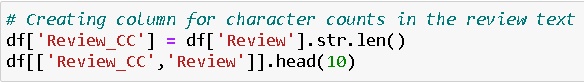 # Creating column for character counts in the review text
df['Review_CC'] = df['Review'].str.len()
df[['Review_CC','Review']].head(10)